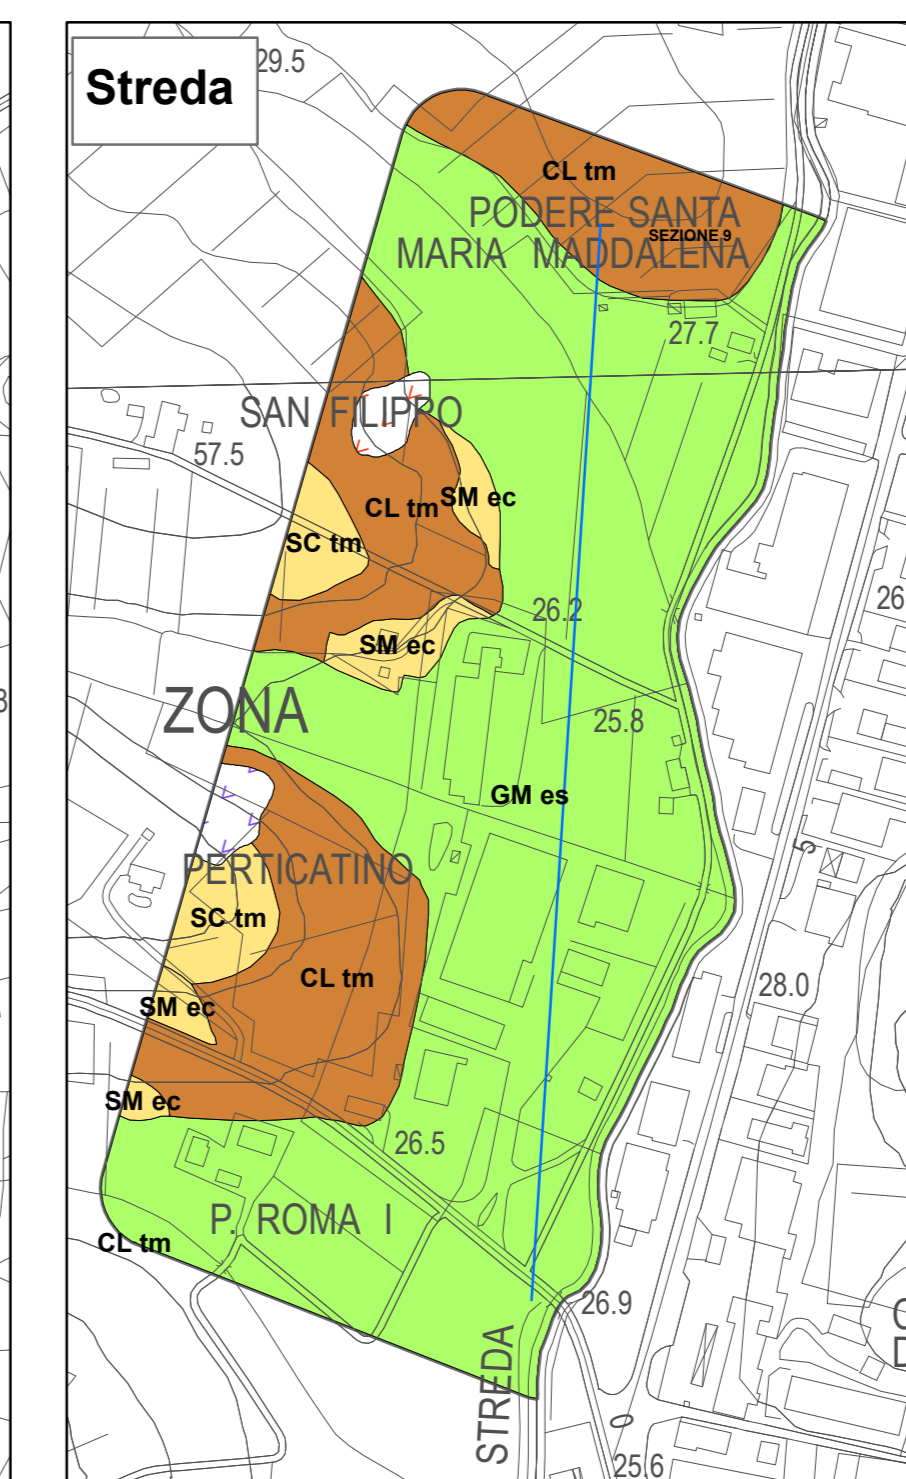 Streda
29.5
CL tm
PODERE SANTA
SEZIONE 9
MARIA MADDALENA
27.7
SAN FILIPPO
57.5
CL tm
SM ec
SC tm
26.2
26
SM ec
ZONA
25.8
GM es
5
PERTICATINO
SC tm
CL tm
28.0
SM ec
SM ec
26.5
P. ROMA I
CL tm
26.9
STREDA
0
25.6